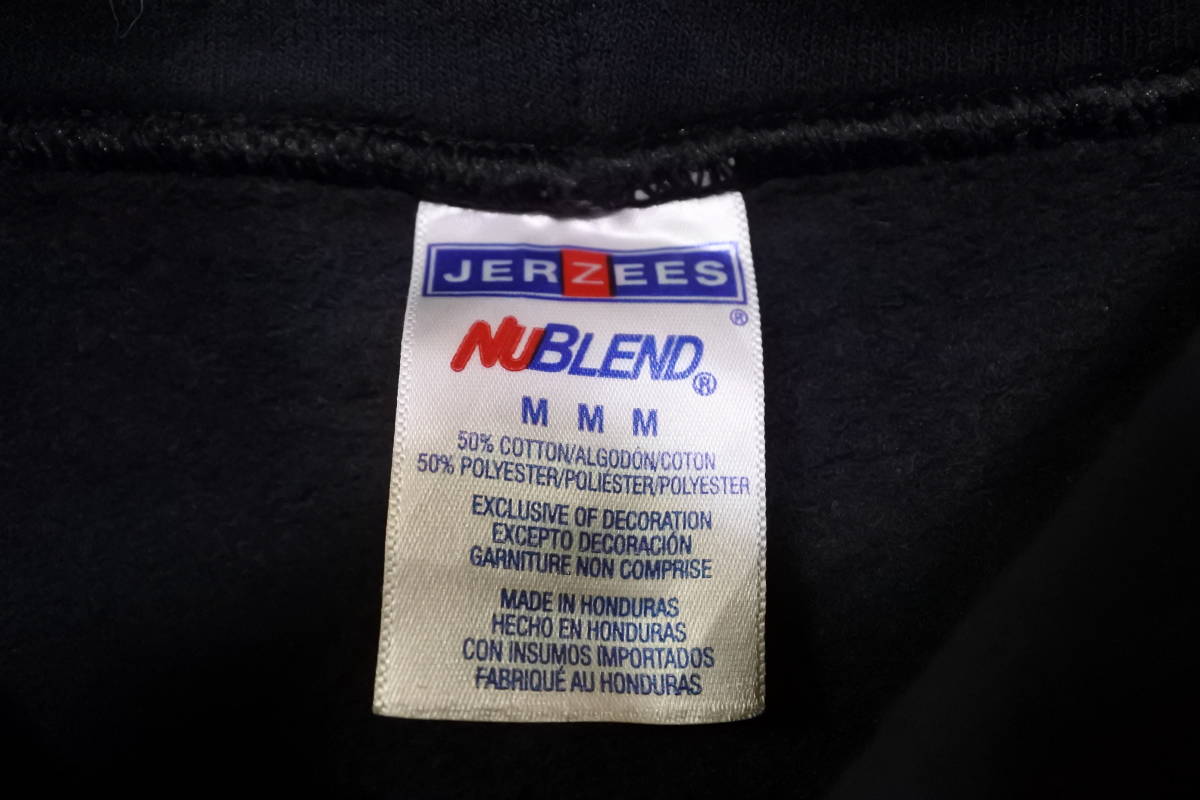 JERZEES
®
NUBLEND®
M M M
50% COTTON/ALGODÓN/COTON
50% POLYESTER/POLIÉSTER/POLYESTER
EXCLUSIVE OF DECORATION
EXCEPTO DECORACIÓN
GARNITURE NON COMPRISE
MADE IN HONDURAS
HECHO EN HONDURAS
CON INSUMOS IMPORTADOS
FABRIQUÉ AU HONDURAS